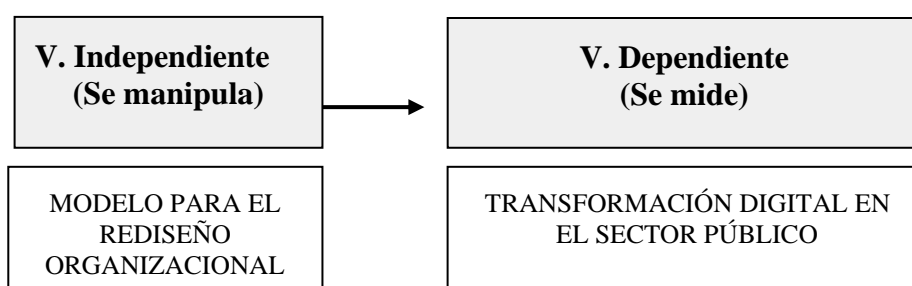 V. Independiente
(Se manipula)
V. Dependiente
(Se mide)
MODELO PARA EL
REDISEÑO
ORGANIZACIONAL
TRANSFORMACIÓN DIGITAL EN
EL SECTOR PÚBLICO